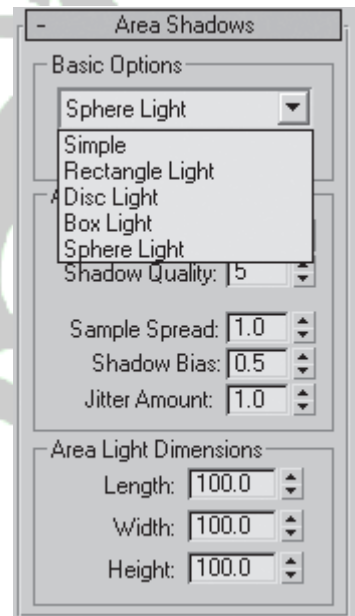 - Area Shadows
Basic Options
Sphere Light
Simple
Rectangle Light
Disc Light
Box Light
Sphere Light
Shadow Quality: 5
Sample Spread: 1.0
Shadow Bias: 0.5
Jitter Amount: 1.0
Area Light Dimensions
Length: 100.0
Width: 100.0
Height: 100.0